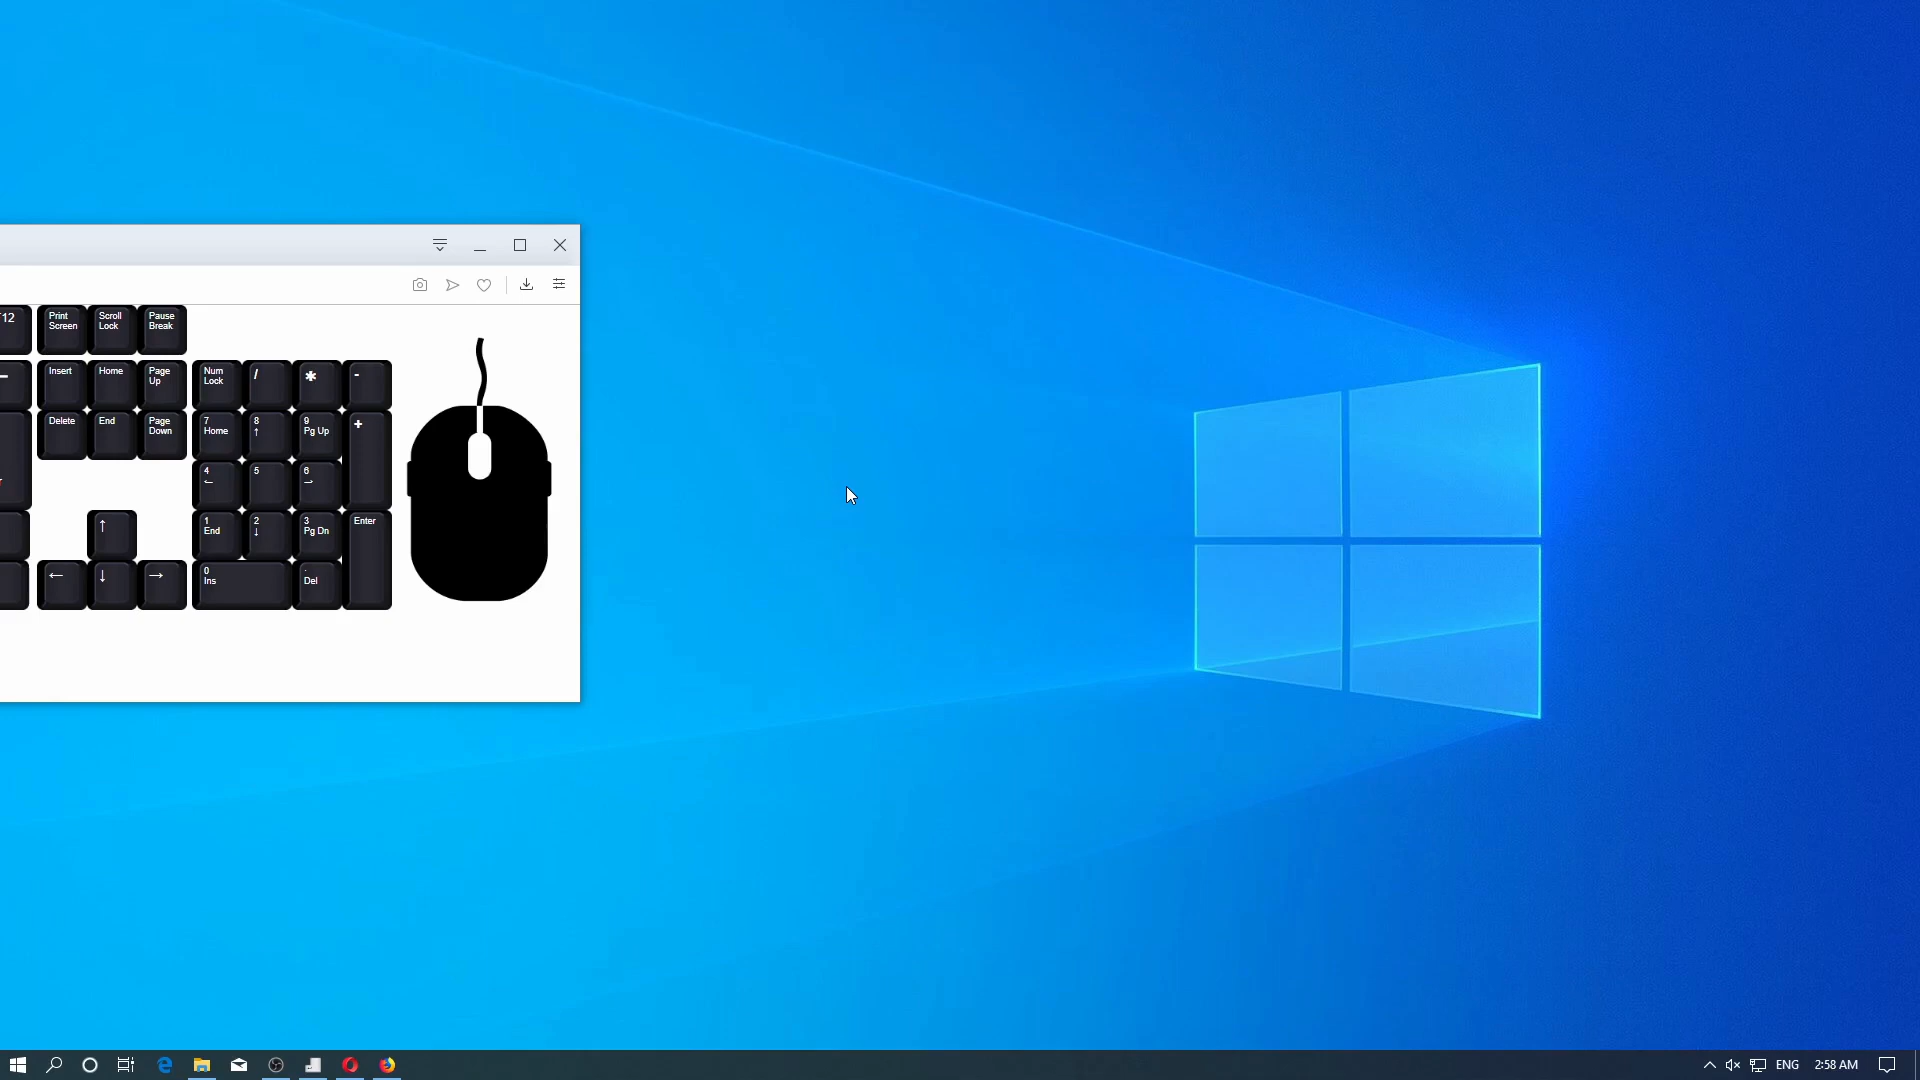 12
Print
Screen
Scroll
Lock
Pause
Break
Insert
Home
Page
Up
Num
Lock
/
*
-
Delete
End
Page
Down
7
Home
8
↑
9
Pg Up
+
4
←
5
6
→
↑
1
End
2
↓
3
Pg Dn
Enter
←
↓
→
0
Ins
.
Del
ENG
2:58 AM